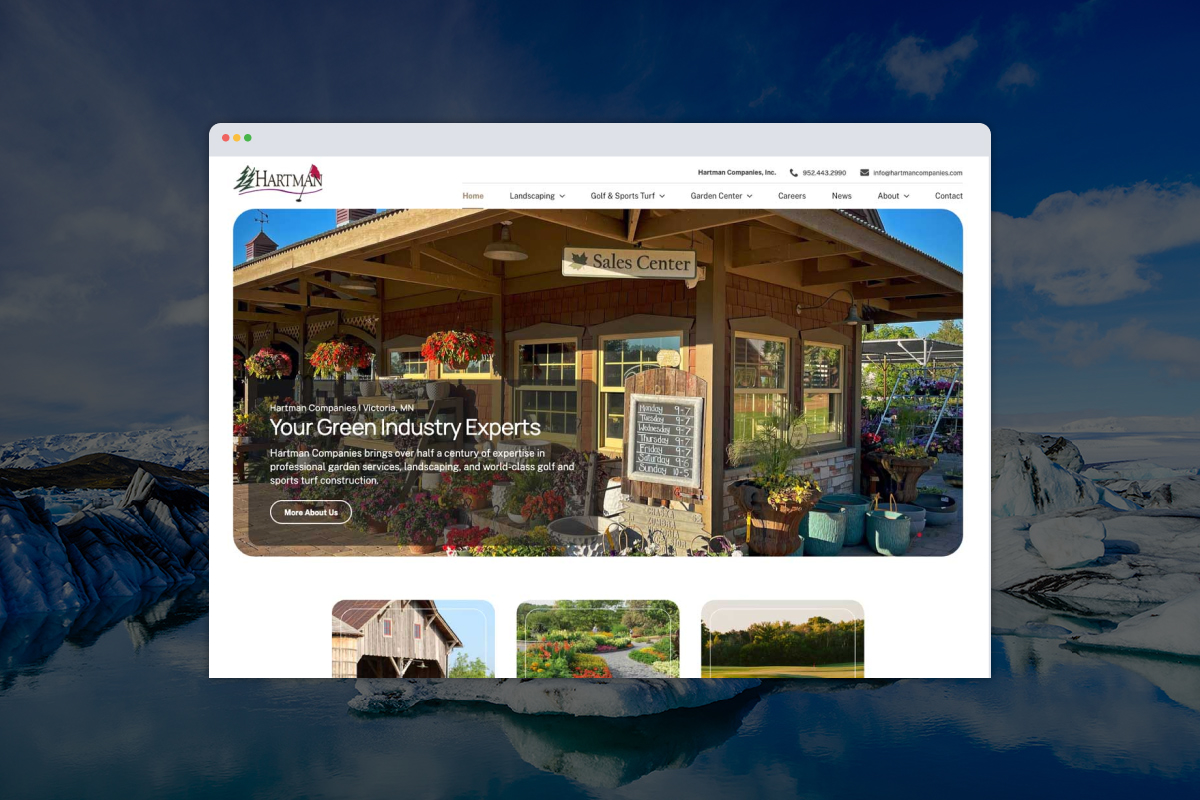 HARTMAN
Hartman Companies, Inc.
952.443.2990
info@hartmancompanies.com
Home
Landscaping
Golf & Sports Turf
Garden Center
Careers
News
About
Contact
Sales Center
Monday 9-7
Tuesday 9-7
Wednesday 9-7
Thursday 9-7
Friday 9-7
Saturday 9-6
Sunday 10-5
Hartman Companies | Victoria, MN
Your Green Industry Experts
Hartman Companies brings over half a century of expertise in
professional garden services, landscaping, and world-class golf and
sports turf construction.
More About Us